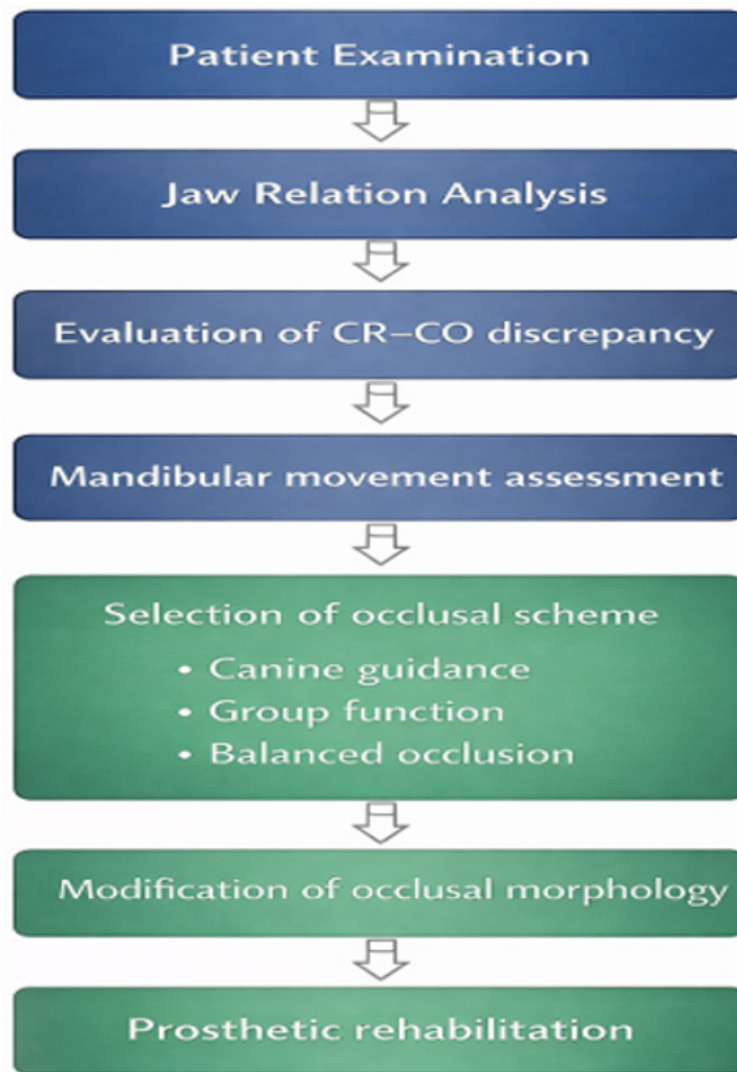 Patient Examination
Jaw Relation Analysis
Evaluation of CR–CO discrepancy
Mandibular movement assessment
Selection of occlusal scheme
• Canine guidance
• Group function
• Balanced occlusion
Modification of occlusal morphology
Prosthetic rehabilitation